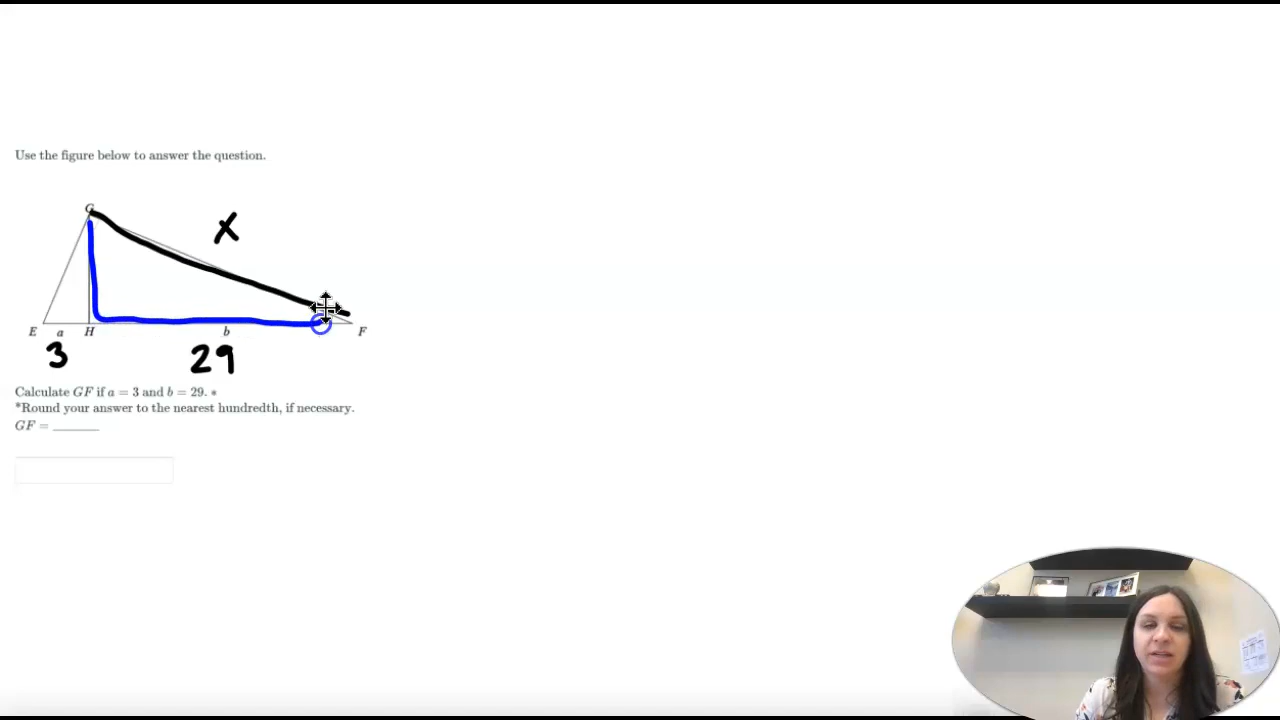 Use the figure below to answer the question.
G
x
E a H b F
3 29
Calculate GF if a = 3 and b = 29. *
*Round your answer to the nearest hundredth, if necessary.
GF = ______